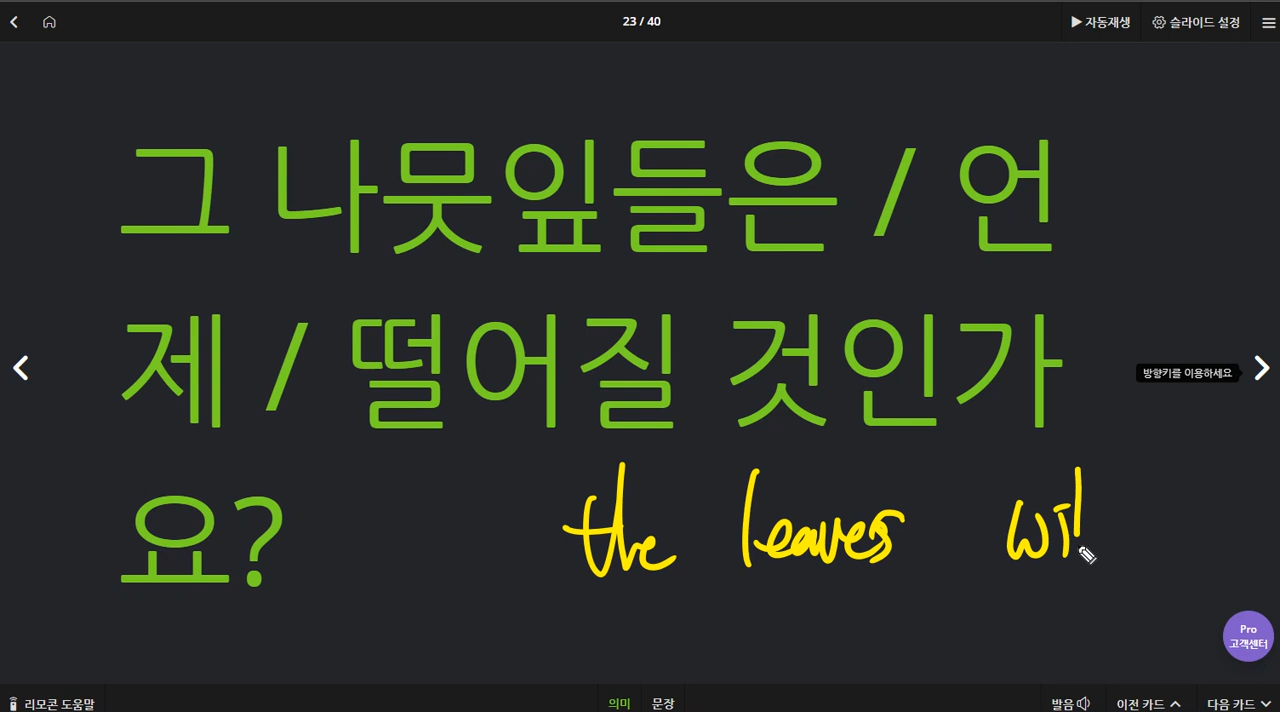 23 / 40
자동재생
슬라이드 설정
그 나뭇잎들은 / 언
제 / 떨어질 것인가
요?
방향키를 이용하세요
the leaves wil
Pro
고객센터
리모콘 도움말
의미
문장
발음
이전 카드
다음 카드